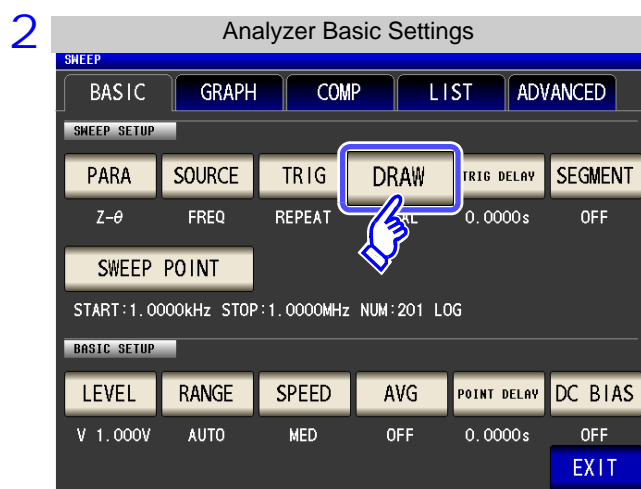 2
Analyzer Basic Settings
SWEEP
BASIC GRAPH COMP LIST ADVANCED
SWEEP SETUP
PARA SOURCE TRIG DRAW TRIG DELAY SEGMENT
Z-θ FREQ REPEAT 0.0000s OFF
SWEEP POINT
START:1.0000kHz STOP:1.0000MHz NUM:201 LOG
BASIC SETUP
LEVEL RANGE SPEED AVG POINT DELAY DC BIAS
V 1.000V AUTO MED OFF 0.0000s OFF
EXIT